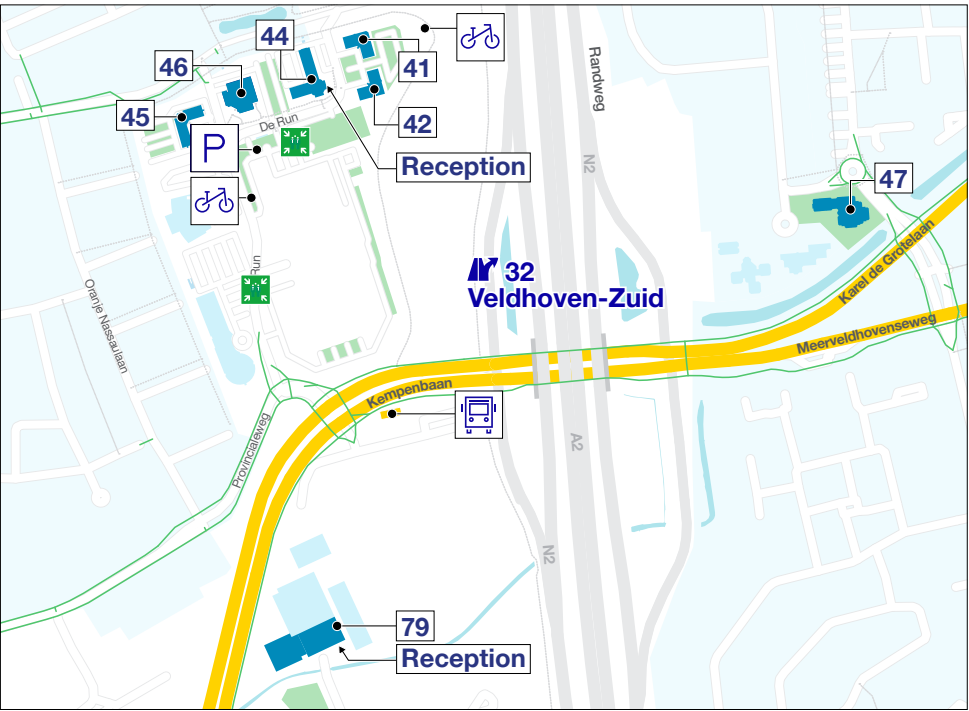 44
41
46
45
42
De Run
P
Reception
Randweg
N2
47
Run
32
Veldhoven-Zuid
Oranje Nassaulaan
Karel de Grotelaan
Meerveldhovenseweg
Kempenbaan
Provincialeweg
A2
N2
79
Reception